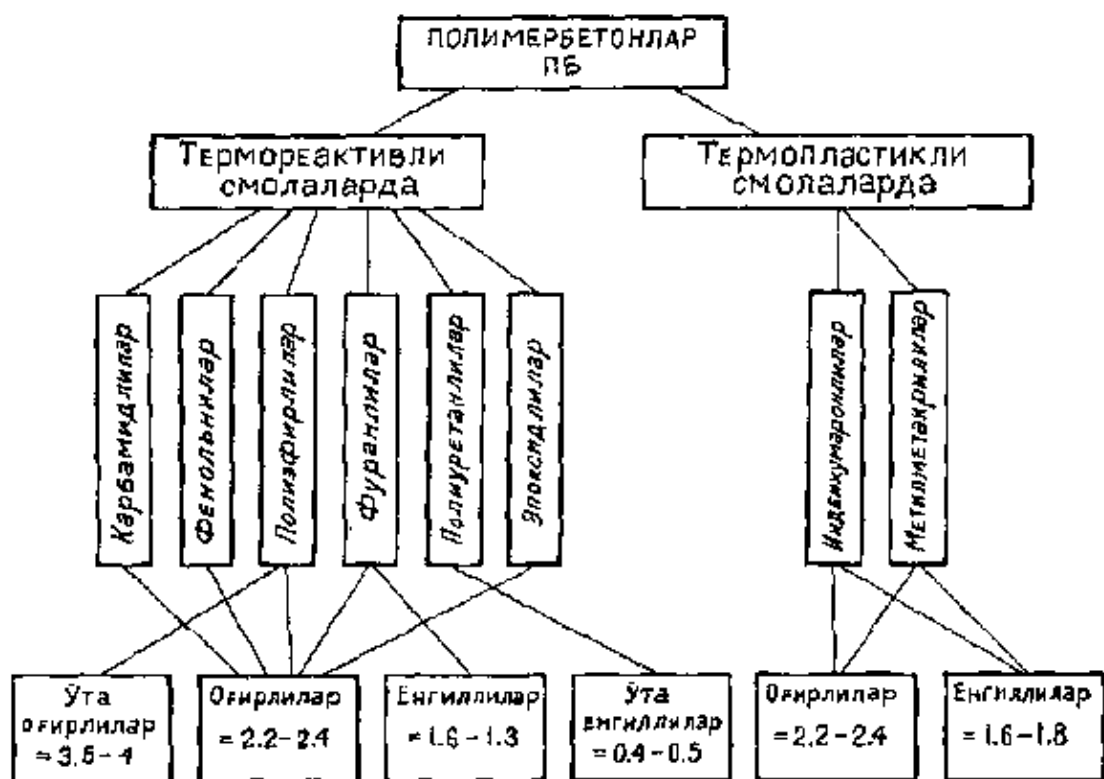 ПОЛИМЕРБЕТОНЛАР
ПБ
ТЕРМОРЕАКТИВЛИ
СМОЛАЛАРДА
ТЕРМОПЛАСТИКЛИ
СМОЛАЛАРДА
Карбамидлилар
Фенольнилар
Полиэфирлилар
Фуранлилар
Полиуретанлилар
Эпоксидлилар
Инденкумаронлилар
Метилметакрилклар
Ўта
оғирлилар
=3.5-4
Оғирлилар
=2.2-2.4
Енгиллилар
=1.6-1.3
Ўта
енгиллилар
=0.4-0.5
Оғирлилар
=2.2-2.4
Енгиллилар
=1.6-1.8